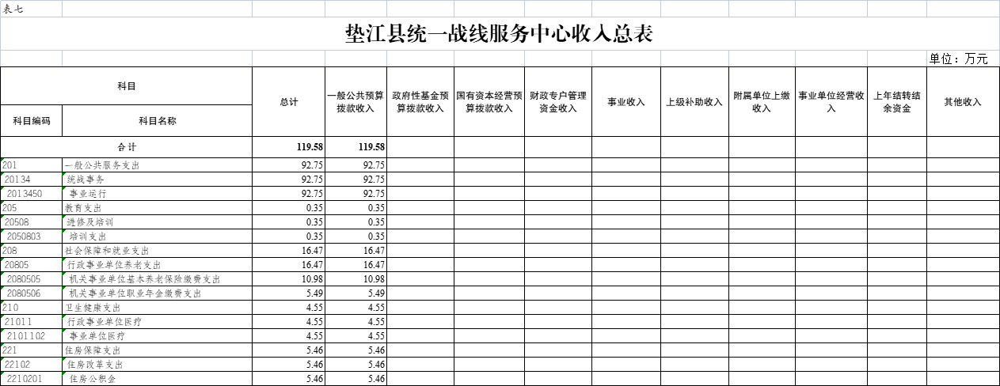 表七
垫江县统一战线服务中心收入总表
单位：万元
科目 总计 一般公共预算拨款收入 政府性基金预算拨款收入 国有资本经营预算拨款收入 财政专户管理资金收入 事业收入 上级补助收入 附属单位上缴收入 事业单位经营收入 上年结转结余资金 其他收入
科目编码 科目名称
合计 119.58 119.58
201 一般公共服务支出 92.75 92.75
20134 统战事务 92.75 92.75
2013450 事业运行 92.75 92.75
205 教育支出 0.35 0.35
20508 进修及培训 0.35 0.35
2050803 培训支出 0.35 0.35
208 社会保障和就业支出 16.47 16.47
20805 行政事业单位养老支出 16.47 16.47
2080505 机关事业单位基本养老保险缴费支出 10.98 10.98
2080506 机关事业单位职业年金缴费支出 5.49 5.49
210 卫生健康支出 4.55 4.55
21011 行政事业单位医疗 4.55 4.55
2101102 事业单位医疗 4.55 4.55
221 住房保障支出 5.46 5.46
22102 住房改革支出 5.46 5.46
2210201 住房公积金 5.46 5.46